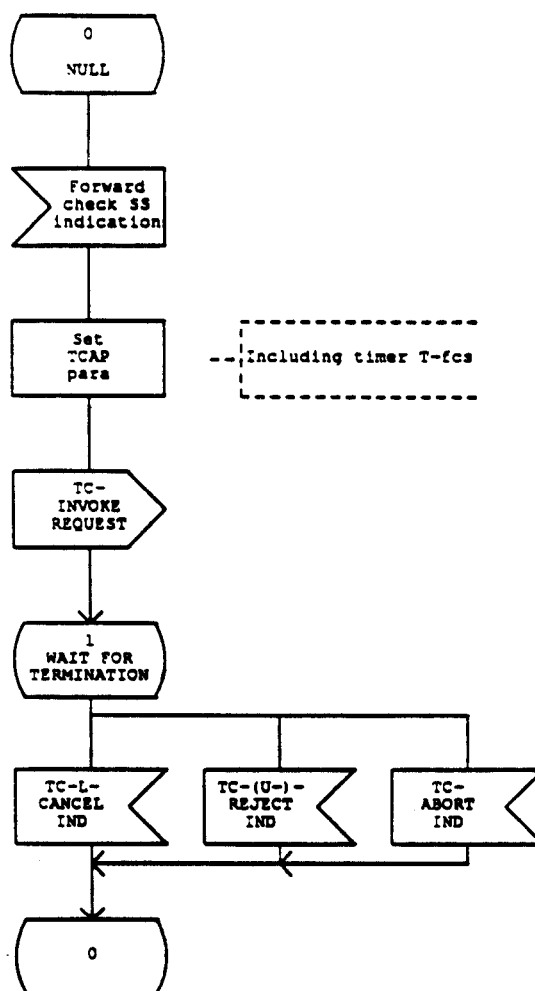 0
NULL
Forward
check SS
indication
Set
TCAP
para
Including timer T-fcs
TC-
INVOKE
REQUEST
1
WAIT FOR
TERMINATION
TC-L-
CANCEL
IND
TC-(U-)-
REJECT
IND
TC-
ABORT
IND
0